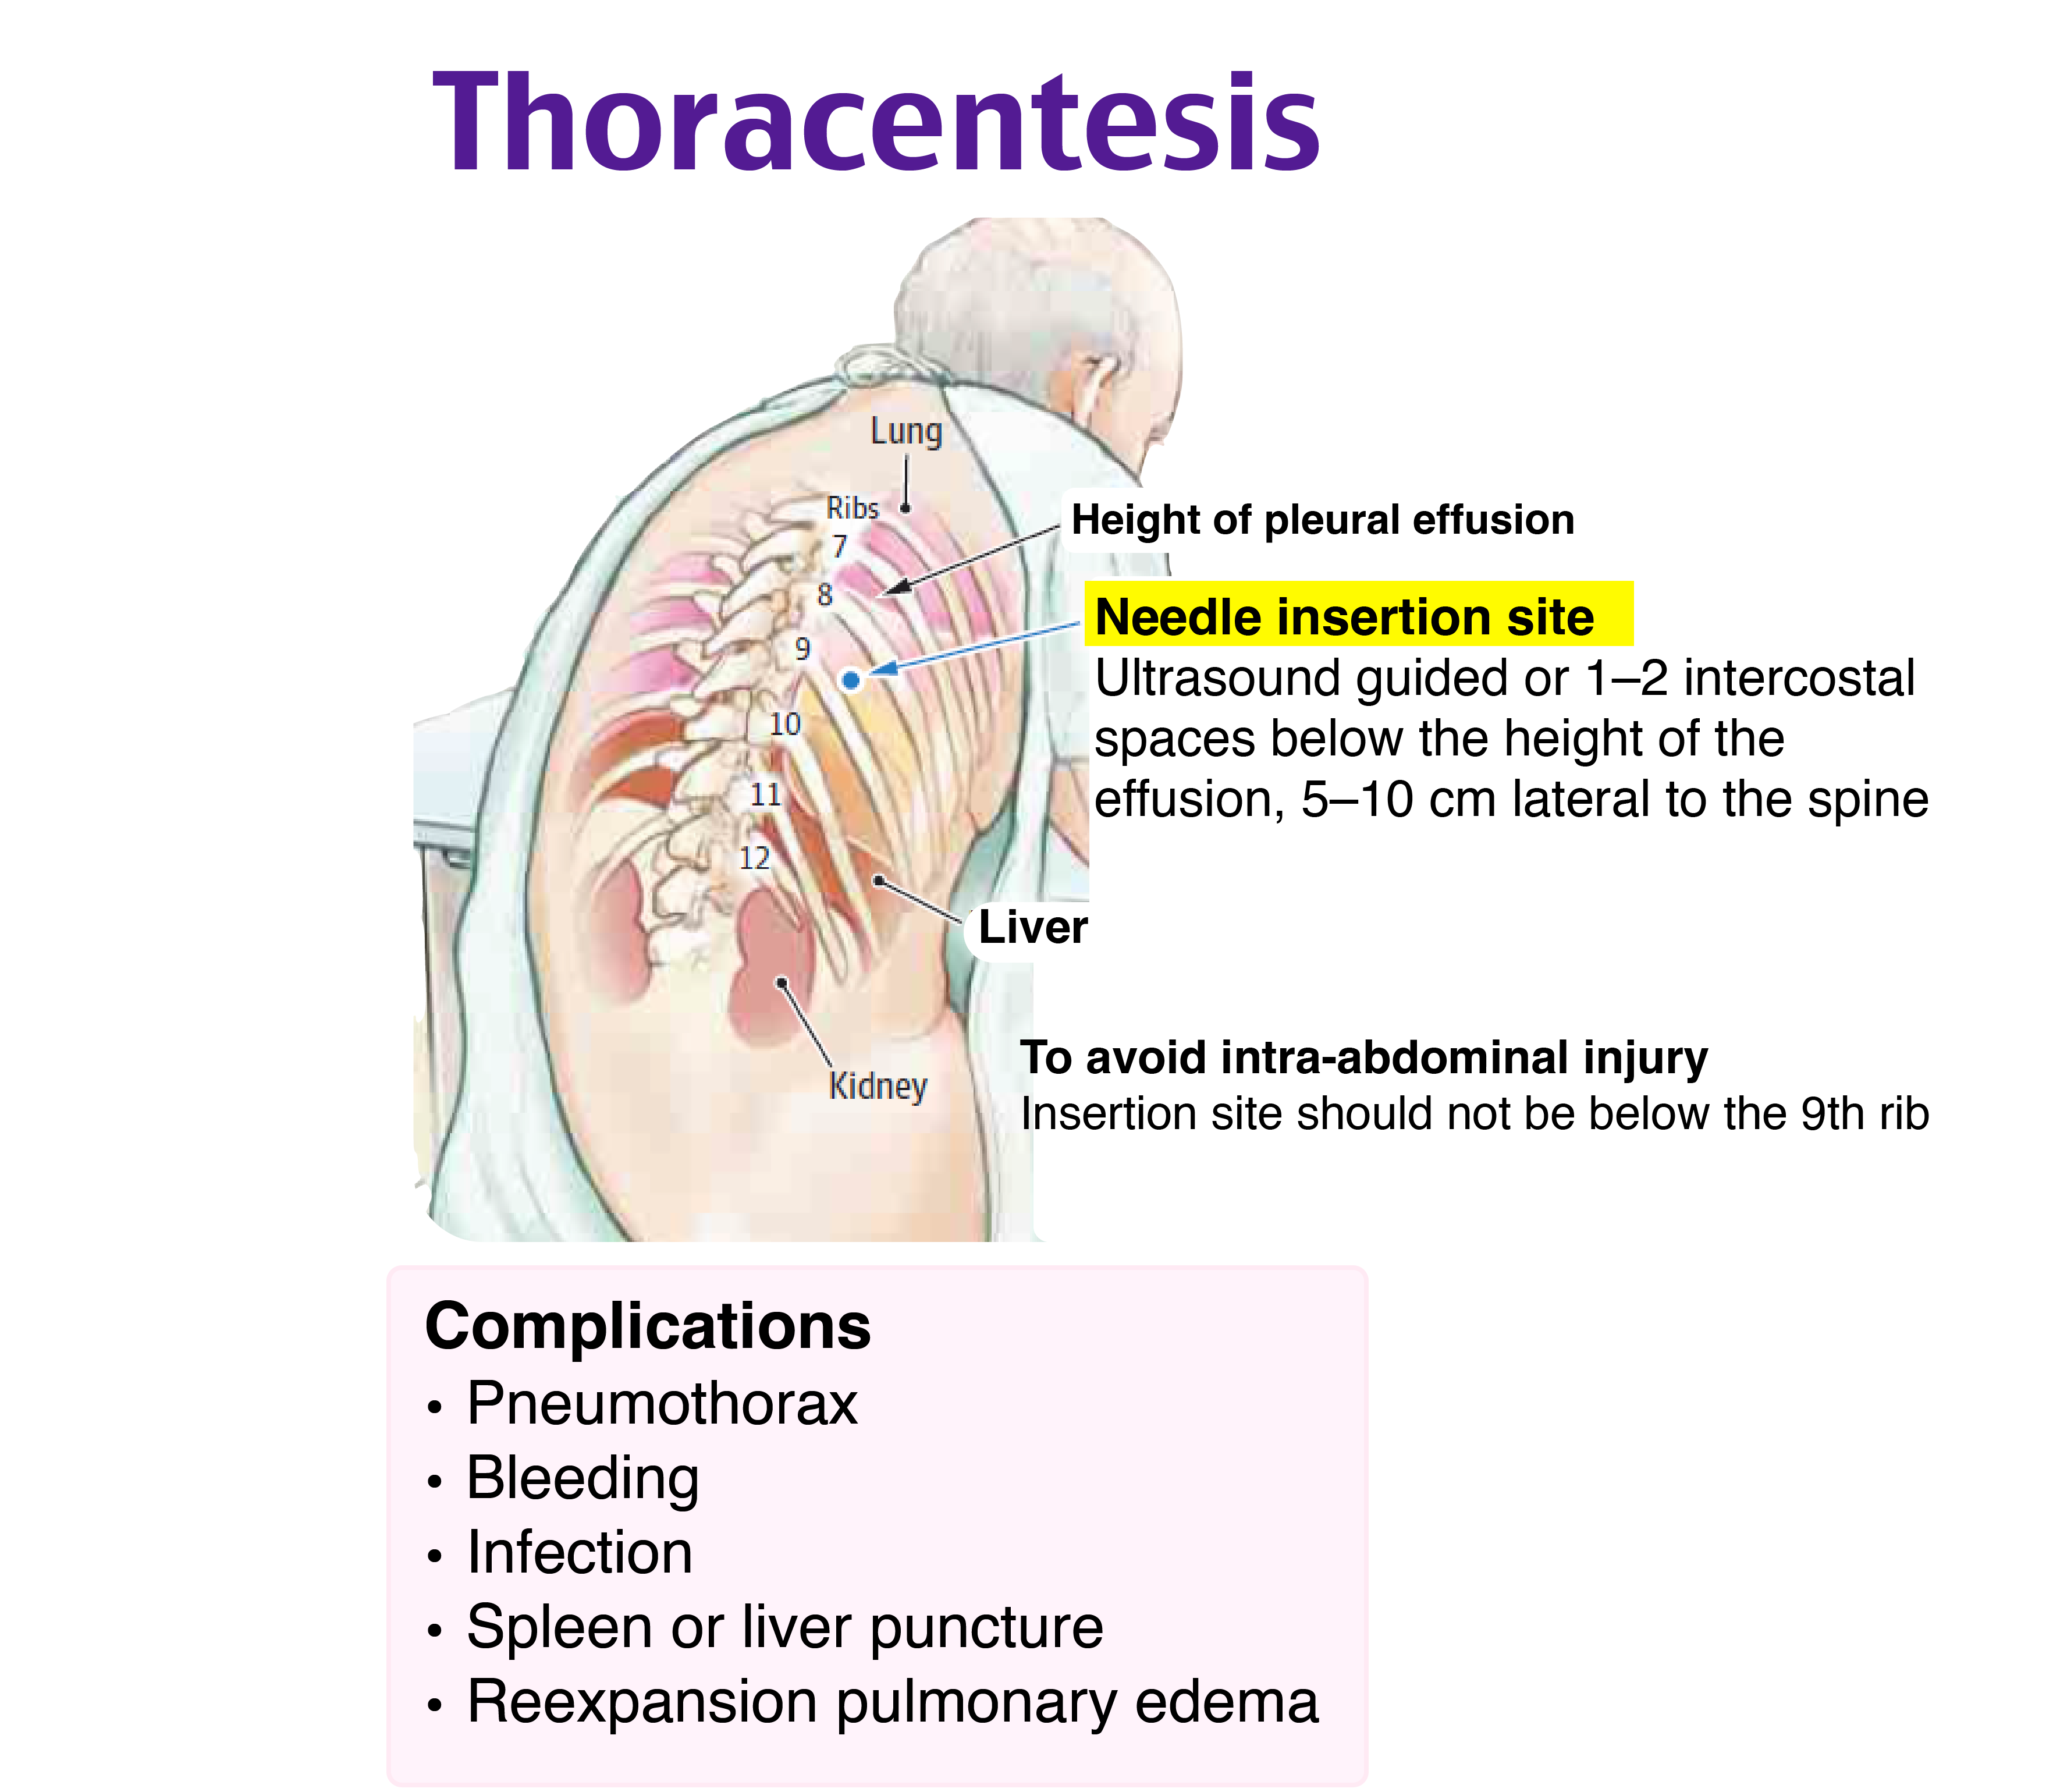 Thoracentesis
Lung
Ribs
7
8
9
10
11
12
Height of pleural effusion
Needle insertion site
Ultrasound guided or 1–2 intercostal
spaces below the height of the
effusion, 5–10 cm lateral to the spine
Liver
Kidney
To avoid intra-abdominal injury
Insertion site should not be below the 9th rib
Complications
• Pneumothorax
• Bleeding
• Infection
• Spleen or liver puncture
• Reexpansion pulmonary edema